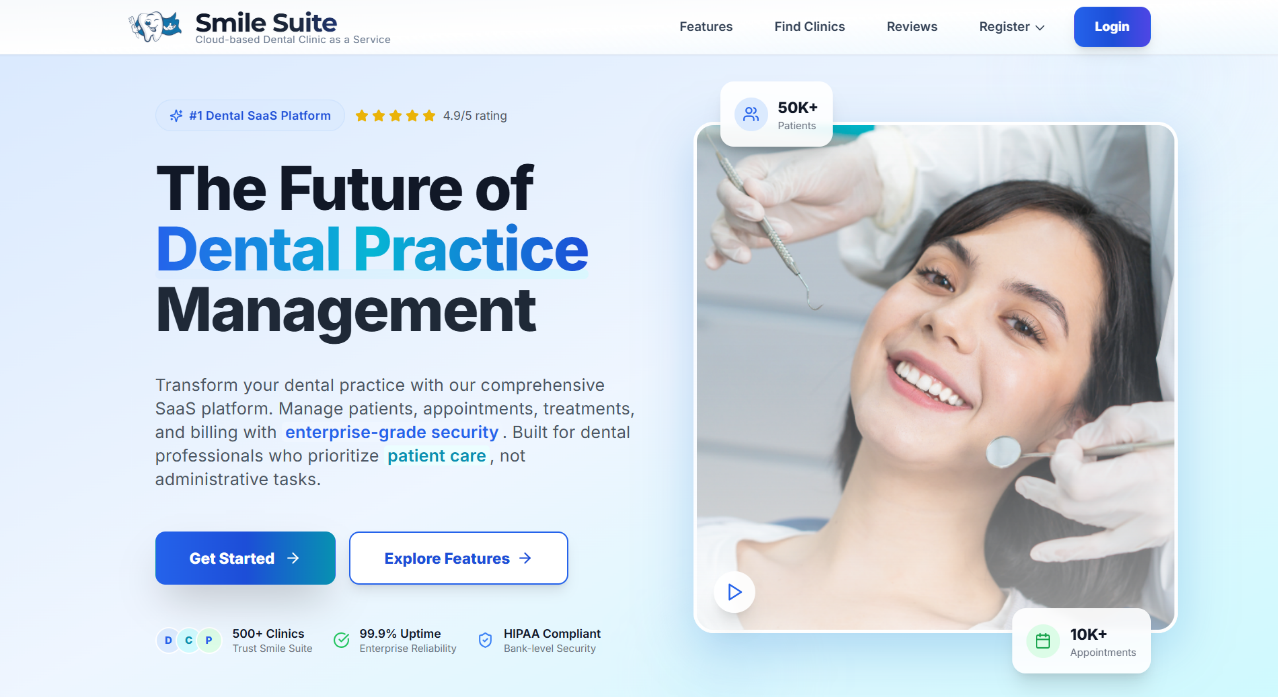 Smile Suite
Cloud-based Dental Clinic as a Service
Features
Find Clinics
Reviews
Register
Login
#1 Dental SaaS Platform
4.9/5 rating
The Future of
Dental Practice
Management
Transform your dental practice with our comprehensive
SaaS platform. Manage patients, appointments, treatments,
and billing with enterprise-grade security . Built for dental
professionals who prioritize patient care , not
administrative tasks.
Get Started
Explore Features
D C P
500+ Clinics
Trust Smile Suite
99.9% Uptime
Enterprise Reliability
HIPAA Compliant
Bank-level Security
50K+
Patients
10K+
Appointments